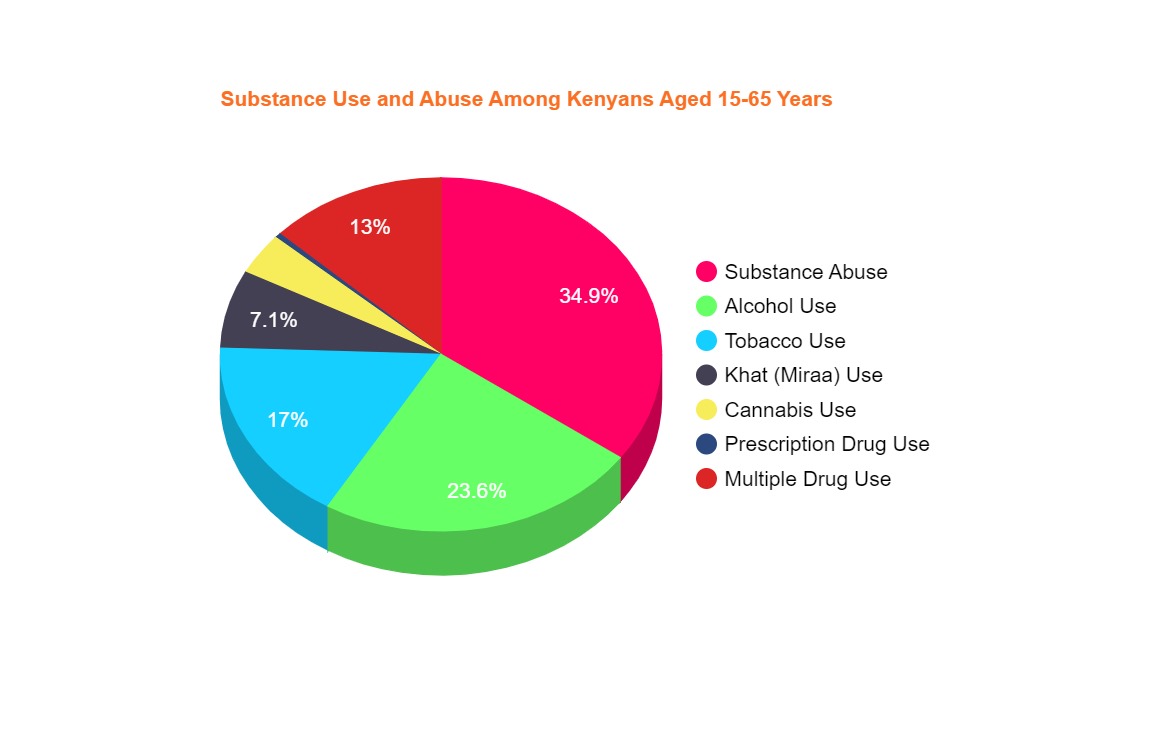 Substance Use and Abuse Among Kenyans Aged 15-65 Years
13%
34.9%
7.1%
17%
23.6%
Substance Abuse
Alcohol Use
Tobacco Use
Khat (Miraa) Use
Cannabis Use
Prescription Drug Use
Multiple Drug Use